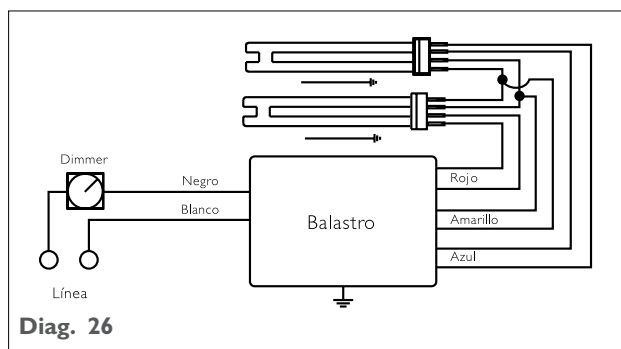 Dimmer
Negro
Rojo
Blanco
Balastro
Amarillo
Azul
Línea
Diag. 26